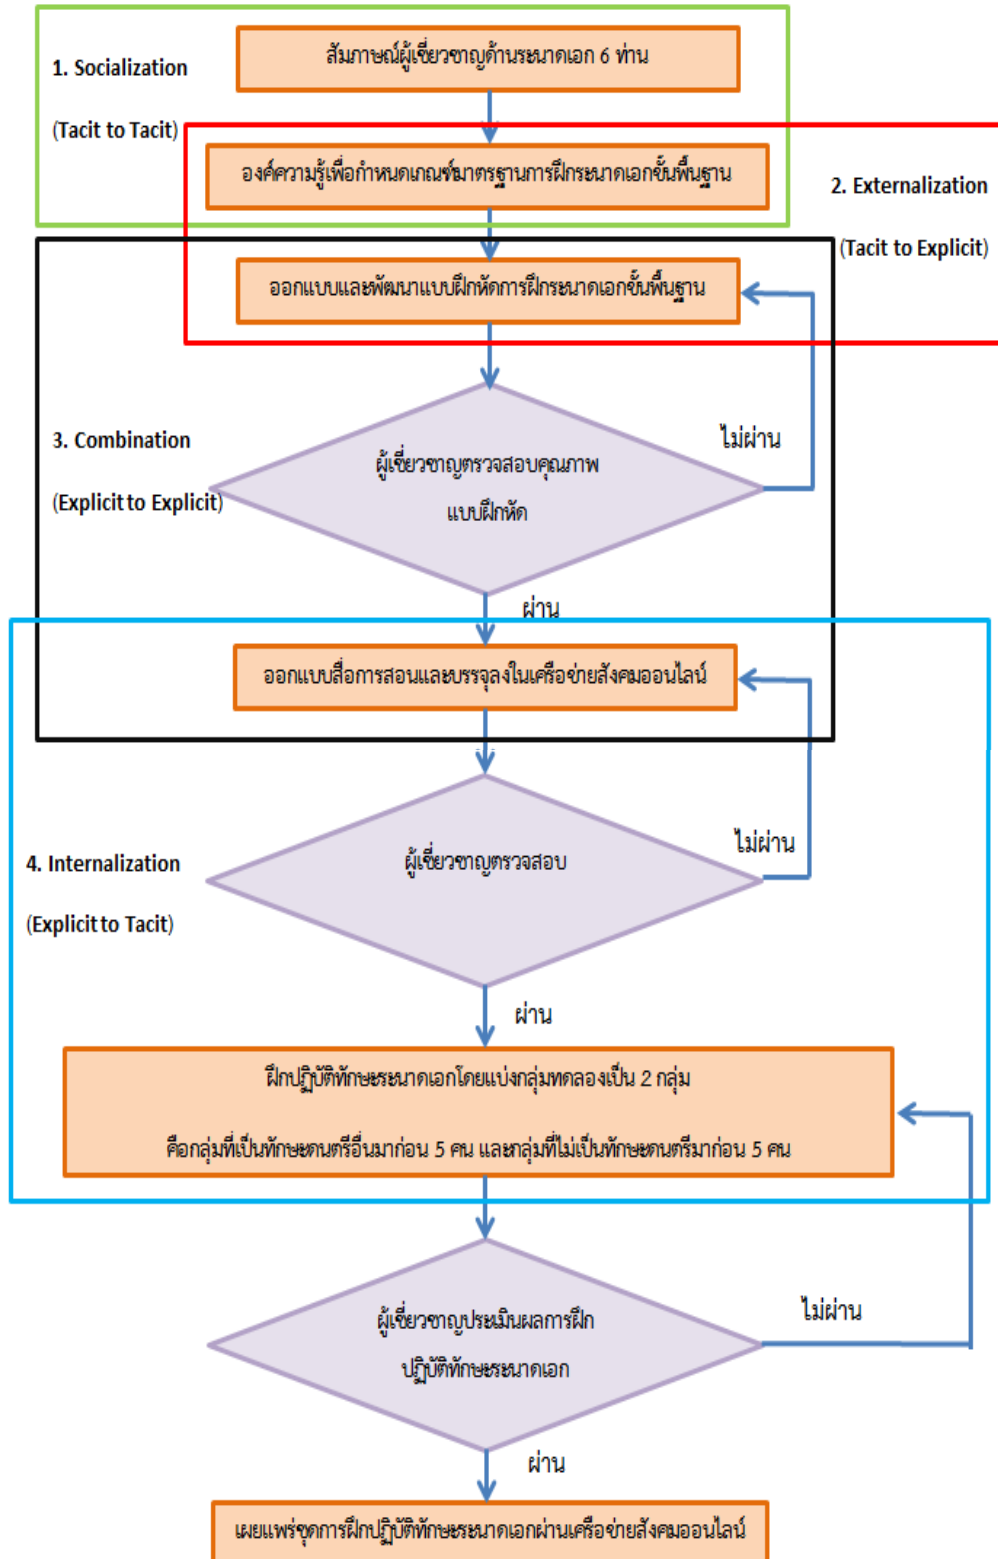 1. Socialization
(Tacit to Tacit)
สัมภาษณ์ผู้เชี่ยวชาญด้านระนาดเอก 6 ท่าน
องค์ความรู้เพื่อกำหนดเกณฑ์มาตรฐานการฝึกระนาดเอกขั้นพื้นฐาน
2. Externalization
(Tacit to Explicit)
ออกแบบและพัฒนาแบบฝึกหัดการฝึกระนาดเอกขั้นพื้นฐาน
3. Combination
(Explicit to Explicit)
ผู้เชี่ยวชาญตรวจสอบคุณภาพ
แบบฝึกหัด
ไม่ผ่าน
ผ่าน
ออกแบบสื่อการสอนและบรรจุลงในเครือข่ายสังคมออนไลน์
4. Internalization
(Explicit to Tacit)
ผู้เชี่ยวชาญตรวจสอบ
ไม่ผ่าน
ผ่าน
ฝึกปฏิบัติทักษะระนาดเอกโดยแบ่งกลุ่มทดลองเป็น 2 กลุ่ม
คือกลุ่มที่เป็นทักษะดนตรีอื่นมาก่อน 5 คน และกลุ่มที่ไม่เป็นทักษะดนตรีมาก่อน 5 คน
ผู้เชี่ยวชาญประเมินผลการฝึก
ปฏิบัติทักษะระนาดเอก
ไม่ผ่าน
ผ่าน
เผยแพร่ชุดการฝึกปฏิบัติทักษะระนาดเอกผ่านเครือข่ายสังคมออนไลน์